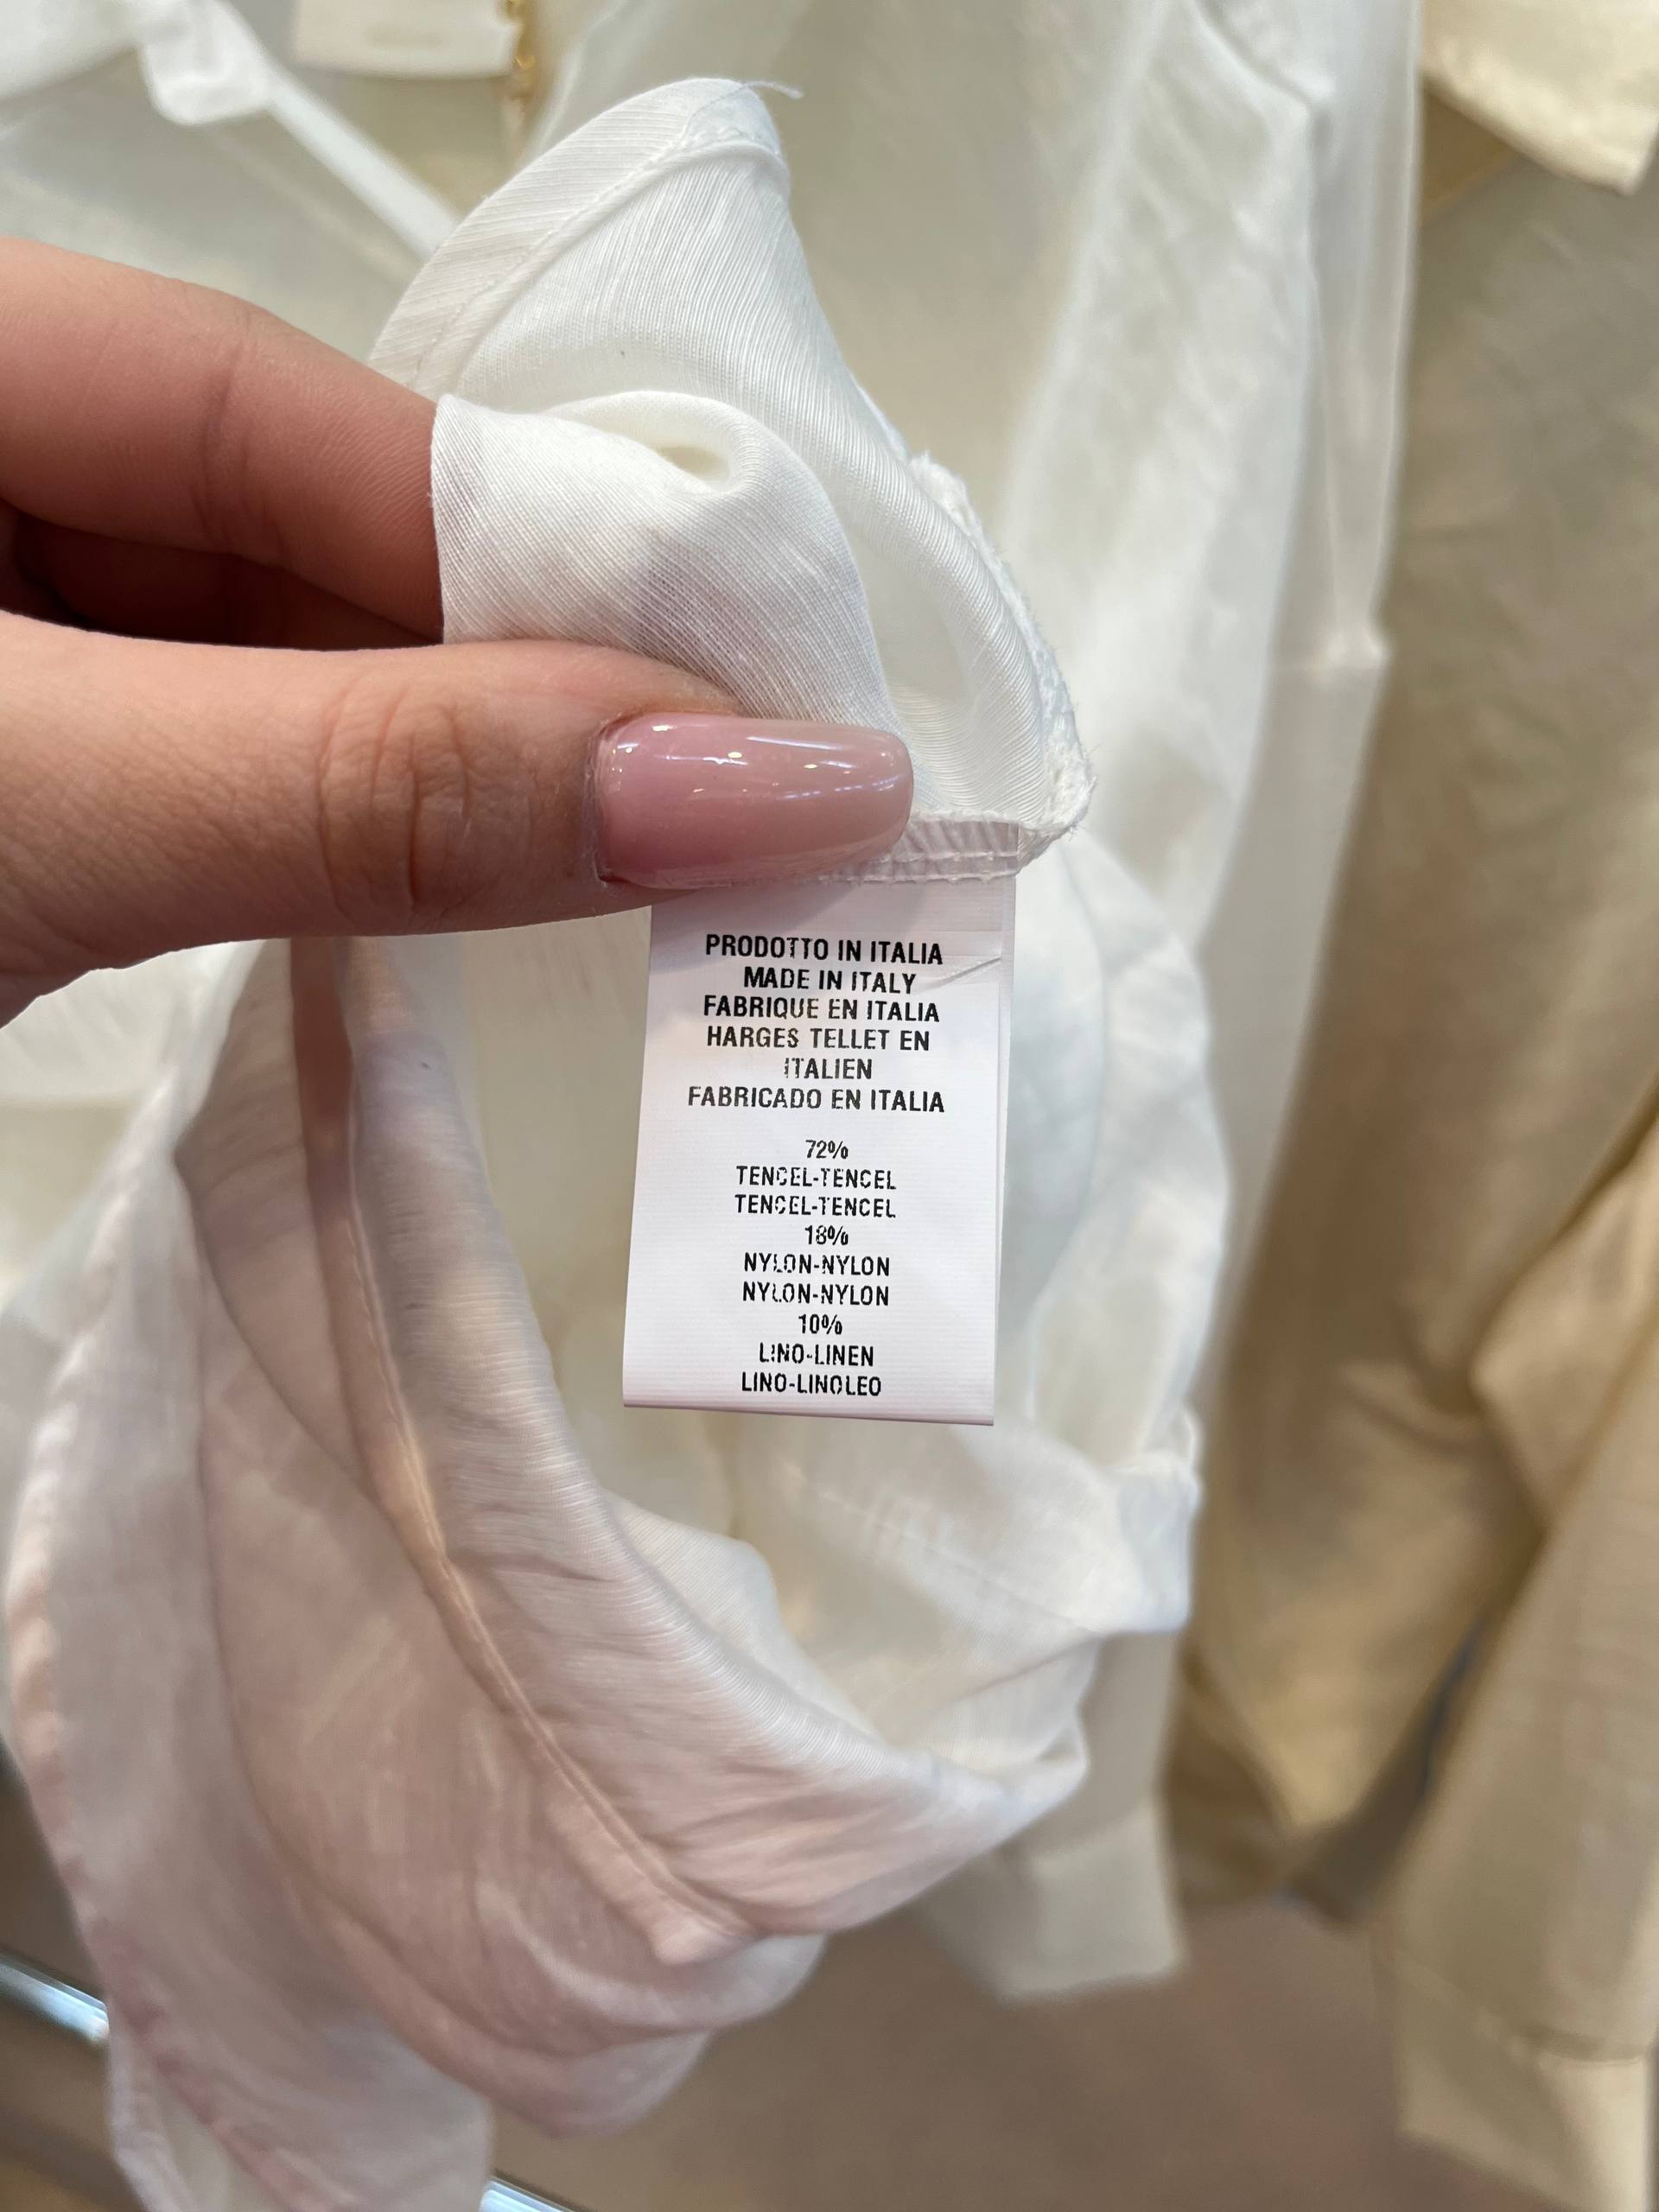 PRODOTTO IN ITALIA
MADE IN ITALY
FABRIQUE EN ITALIA
HARGES TELLET EN
ITALIEN
FABRICADO EN ITALIA
72%
TENCEL-TENCEL
TENCEL-TENCEL
18%
NYLON-NYLON
NYLON-NYLON
10%
LINO-LINEN
LINO-LINOLEO